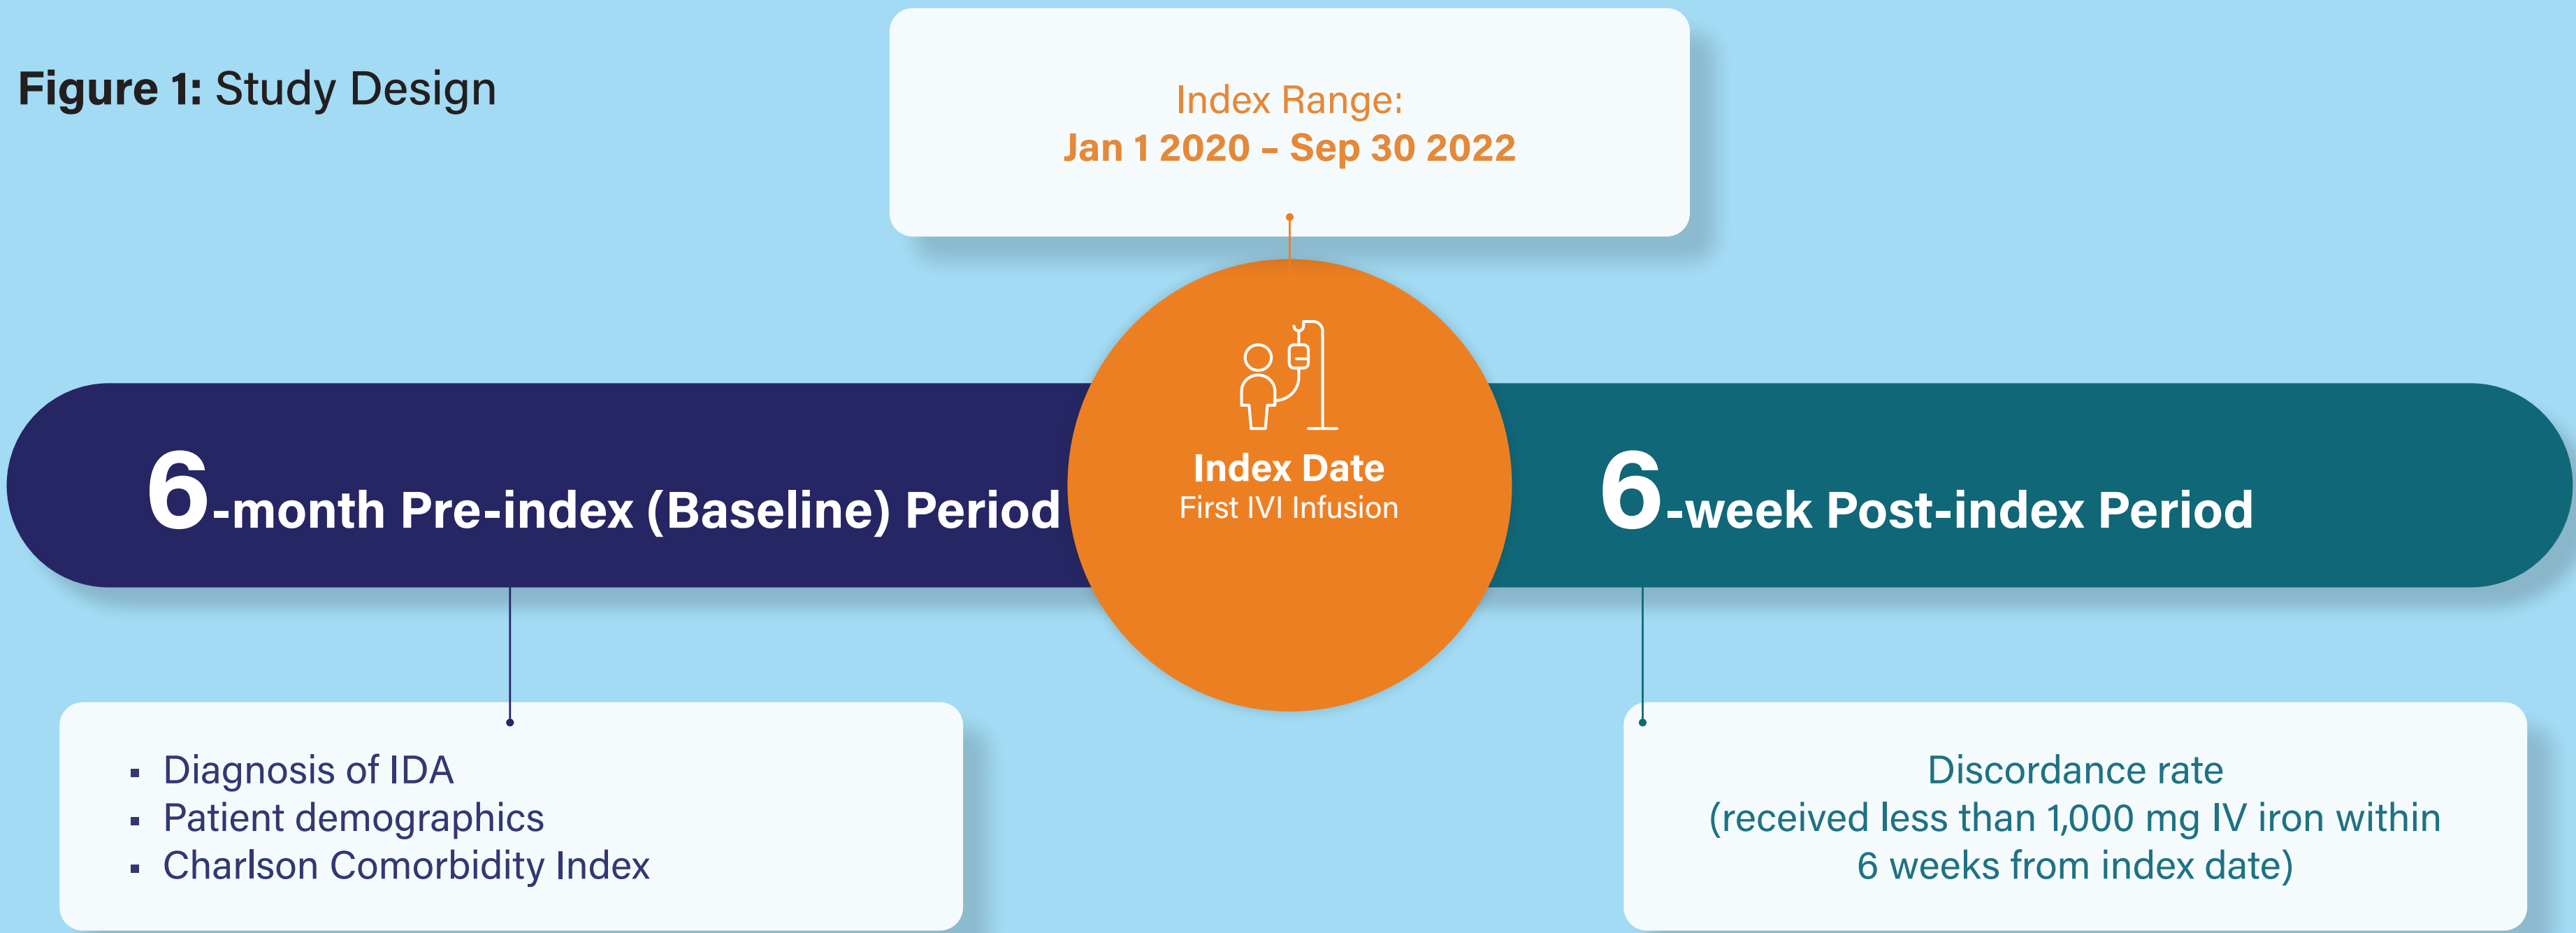 Figure 1: Study Design
Index Range:
Jan 1 2020 – Sep 30 2022
6-month Pre-index (Baseline) Period
Index Date
First IVI Infusion
6-week Post-index Period
▪ Diagnosis of IDA
▪ Patient demographics
▪ Charlson Comorbidity Index
Discordance rate
(received less than 1,000 mg IV iron within
6 weeks from index date)